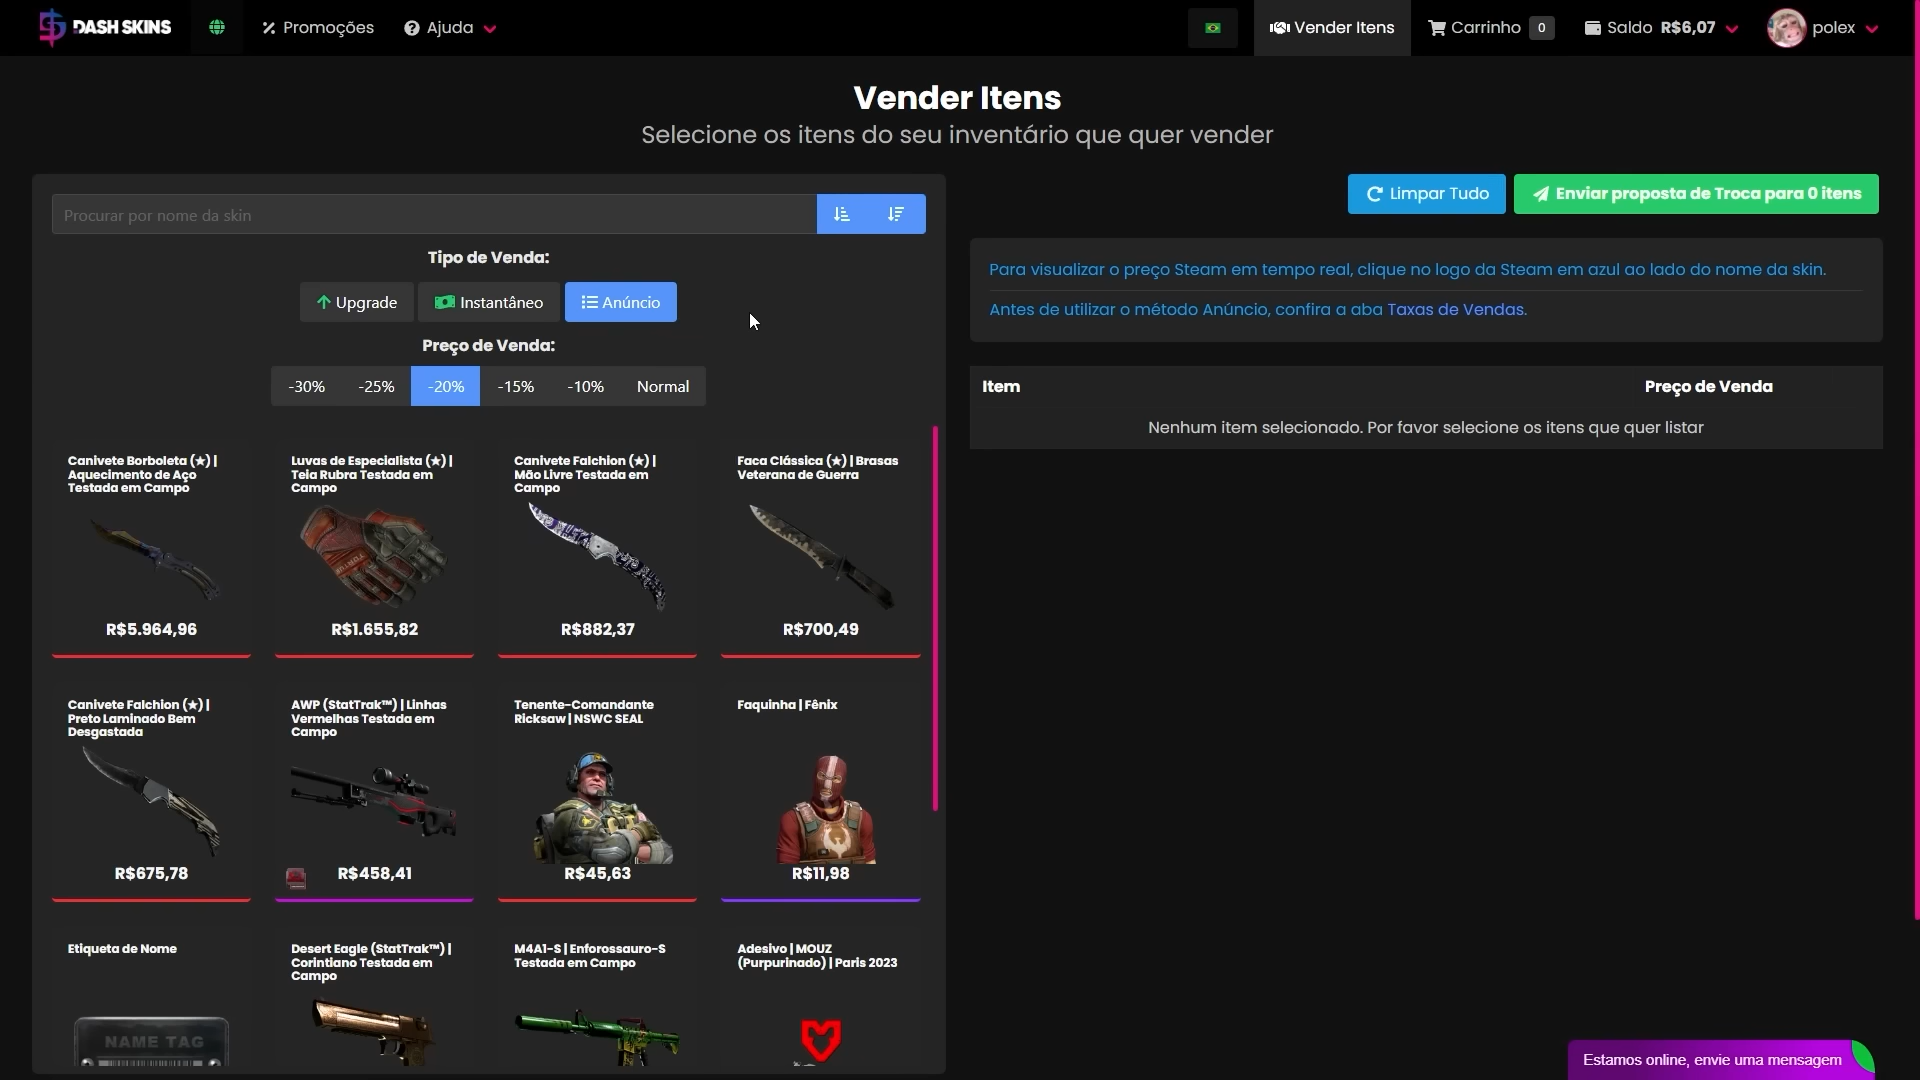 DASH SKINS
Promoções
Ajuda
Vender Itens
Carrinho 0
Saldo R$6,07
polex
Vender Itens
Selecione os itens do seu inventário que quer vender
Procurar por nome da skin
Limpar Tudo
Enviar proposta de Troca para 0 itens
Tipo de Venda:
Upgrade
Instantâneo
Anúncio
Preço de Venda:
-30%
-25%
-20%
-15%
-10%
Normal
Para visualizar o preço Steam em tempo real, clique no logo da Steam em azul ao lado do nome da skin.
Antes de utilizar o método Anúncio, confira a aba Taxas de Vendas.
Item
Preço de Venda
Nenhum item selecionado. Por favor selecione os itens que quer listar
Canivete Borboleta (★) |
Aquecimento de Aço
Testada em Campo
R$5.964,96
Luvas de Especialista (★) |
Teia Rubra Testada em
Campo
R$1.655,82
Canivete Falchion (★) |
Mão Livre Testada em
Campo
R$882,37
Faca Clássica (★) | Brasas
Veterana de Guerra
R$700,49
Canivete Falchion (★) |
Preto Laminado Bem
Desgastada
R$675,78
AWP (StatTrak™) | Linhas
Vermelhas Testada em
Campo
R$458,41
Tenente-Comandante
Ricksaw | NSWC SEAL
R$45,63
Faquinha | Fênix
R$11,98
Etiqueta de Nome
NAME TAG
Desert Eagle (StatTrak™) |
Corintiano Testada em
Campo
M4A1-S | Enforossauro-S
Testada em Campo
Adesivo | MOUZ
(Purpurinado) | Paris 2023
Estamos online, envie uma mensagem